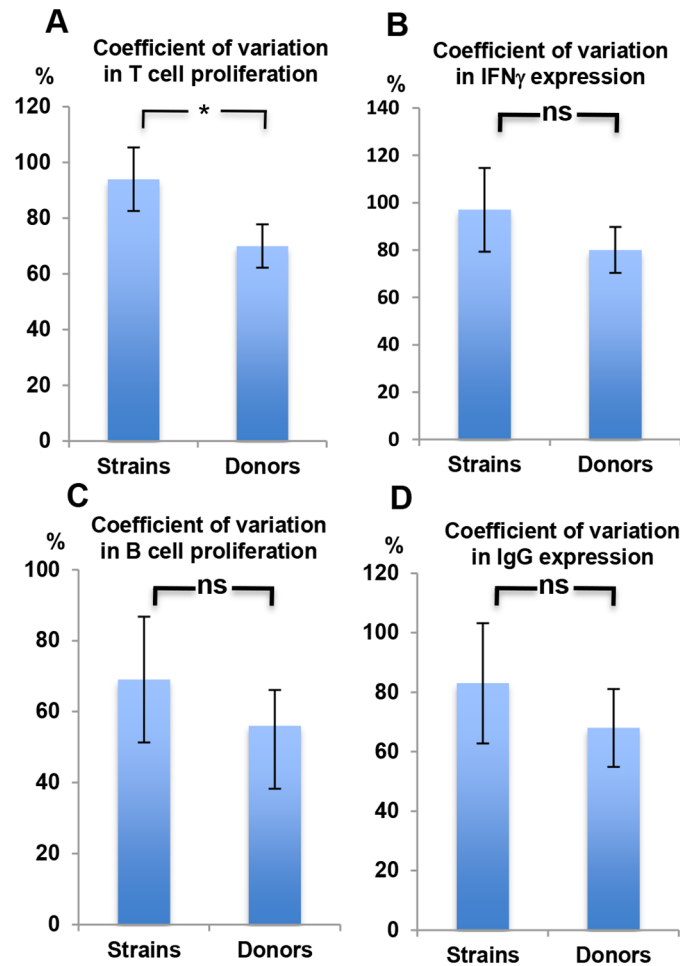 A
Coefficient of variation
in T cell proliferation
%
120
100
80
60
40
20
0
*
Strains
Donors
B
Coefficient of variation
in IFNγ expression
%
140
120
100
80
60
40
20
0
ns
Strains
Donors
C
Coefficient of variation
in B cell proliferation
%
100
80
60
40
20
0
ns
Strains
Donors
D
Coefficient of variation
in IgG expression
%
120
100
80
60
40
20
0
ns
Strains
Donors